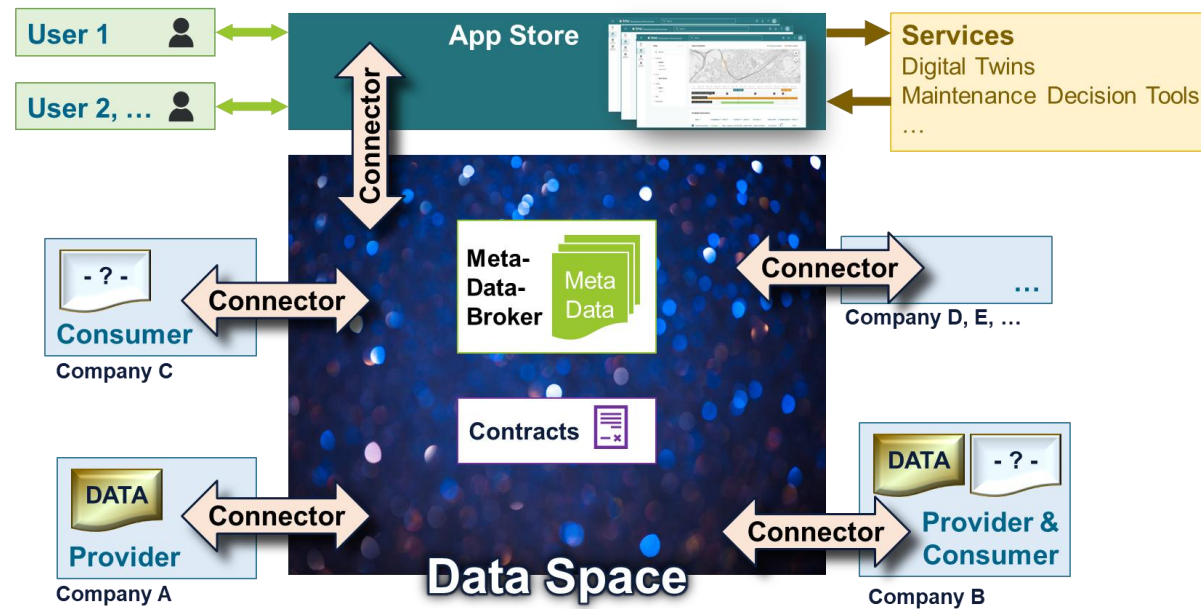 User 1
App Store
Services
Digital Twins
Maintenance Decision Tools
…
User 2, …
Connector
Meta-
Data-
Broker
Meta
Data
- ? -
Connector
Consumer
Company C
Connector
…
Company D, E, …
Contracts
DATA
Connector
Provider
Company A
DATA
- ? -
Connector
Provider &
Consumer
Company B
Data Space